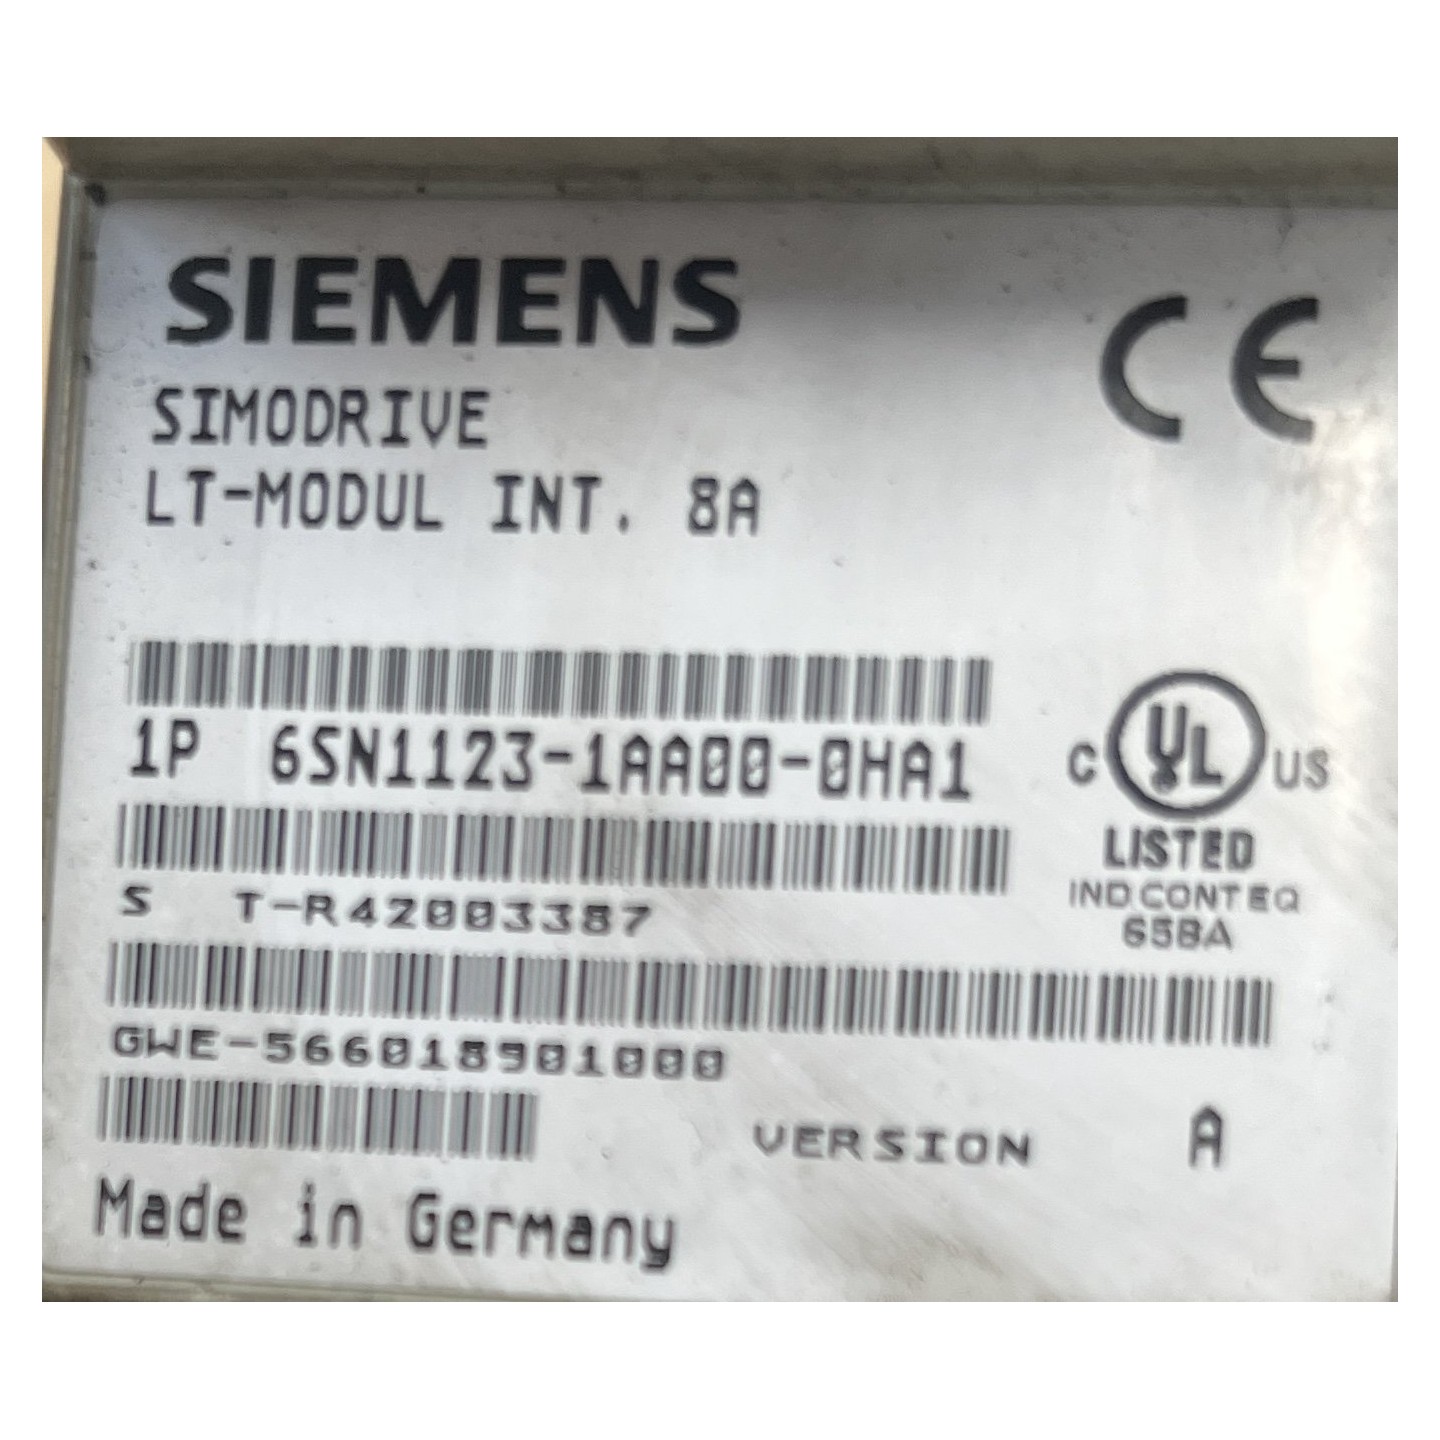 SIEMENS
CE
SIMODRIVE
LT-MODUL INT. 8A
1P 6SN1123-1AA00-0HA1
C UL US
LISTED
IND.CONT EQ
65BA
S T-R42003387
GWE-566018901000
VERSION A
Made in Germany